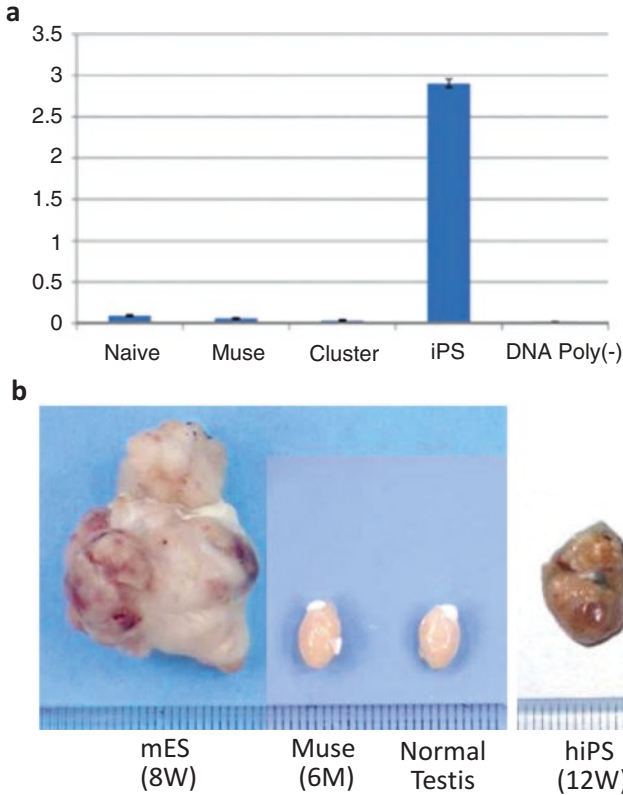 a
3.5
3
2.5
2
1.5
1
0.5
0
Naive Muse Cluster iPS DNA Poly(-)
b
mES Muse Normal hiPS
(8W) (6M) Testis (12W)